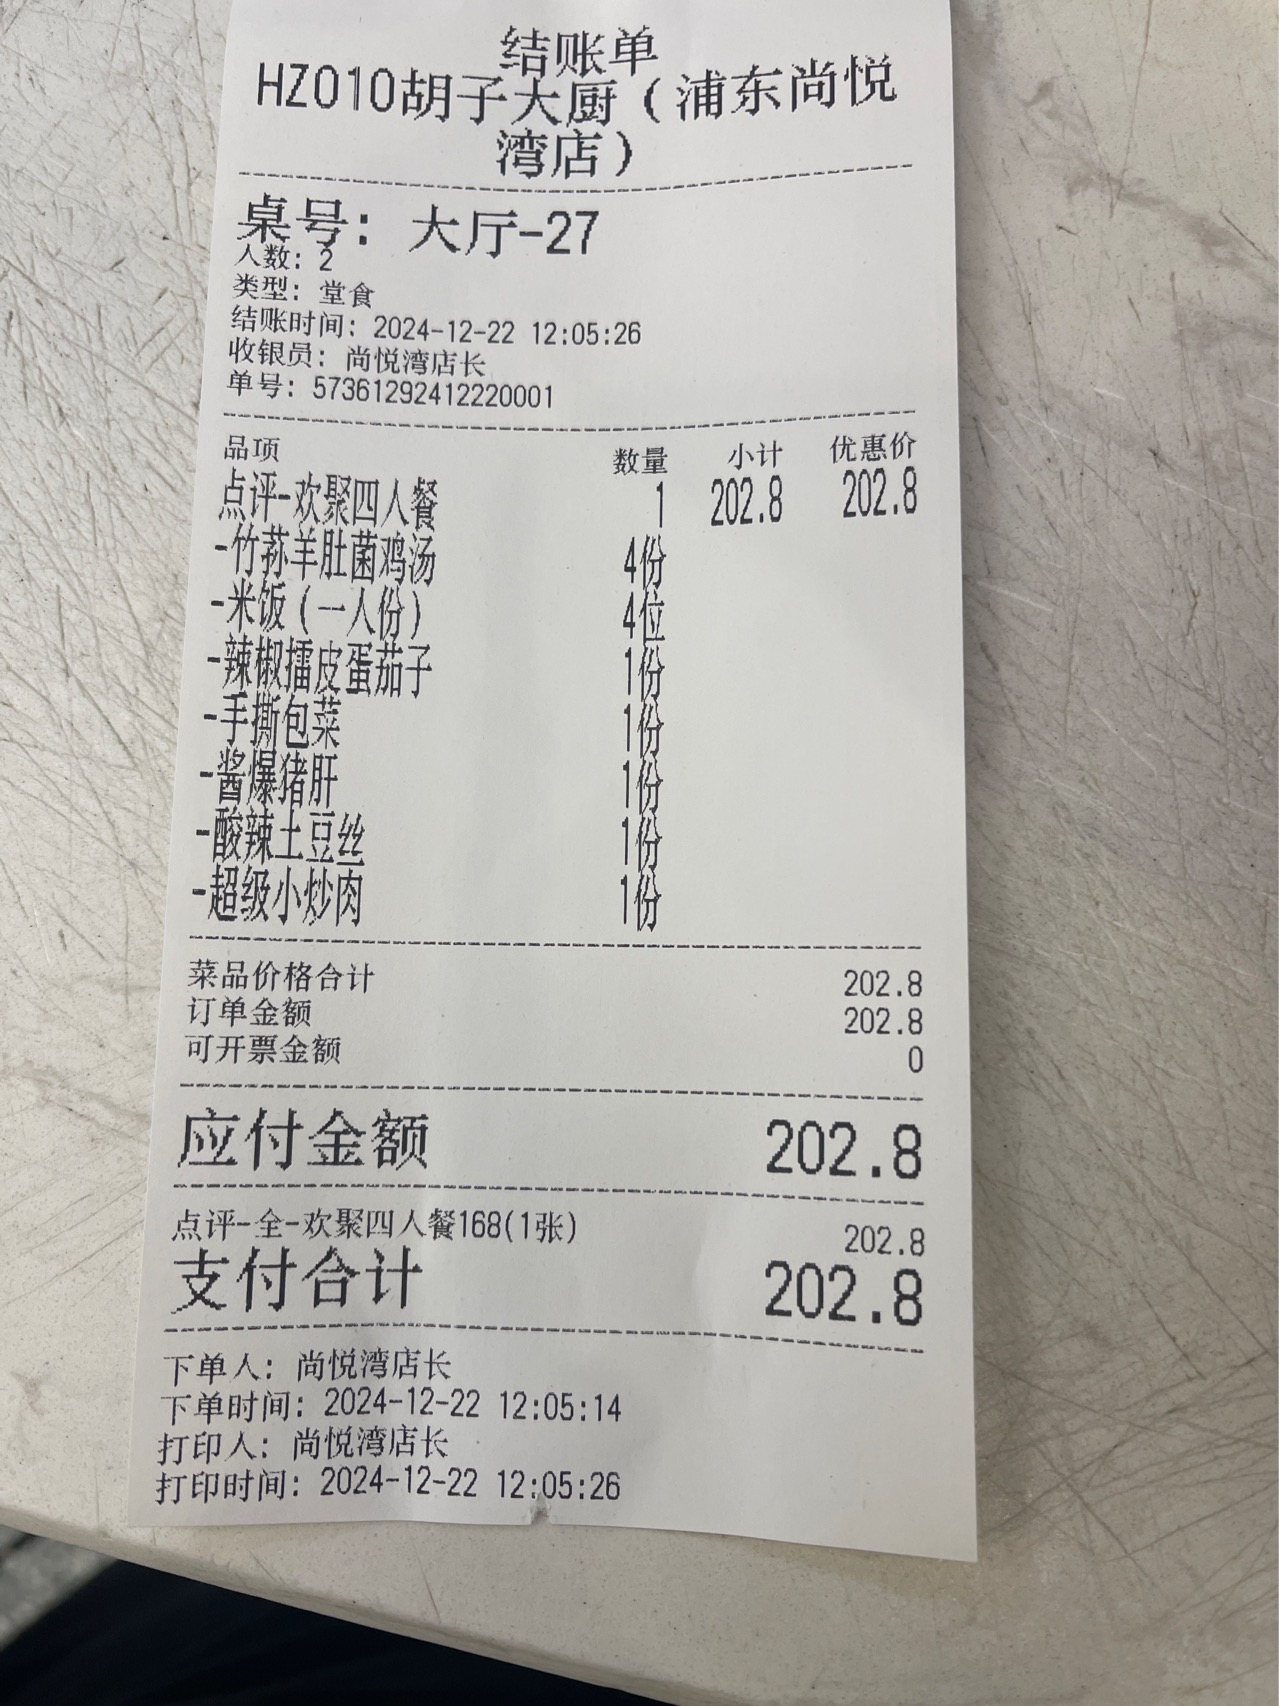 结账单
HZ010胡子大厨(浦东尚悦
湾店)
桌号: 大厅-27
人数: 2
类型: 堂食
结账时间: 2024-12-22 12:05:26
收银员: 尚悦湾店长
单号: 57361292412220001
品项 数量 小计 优惠价
点评-欢聚四人餐 1 202.8 202.8
-竹荪羊肚菌鸡汤 4份
-米饭(一人份) 4位
-辣椒擂皮蛋茄子 1份
-手撕包菜 1份
-酱爆猪肝 1份
-酸辣土豆丝 1份
-超级小炒肉 1份
菜品价格合计 202.8
订单金额 202.8
可开票金额 0
应付金额 202.8
点评-全-欢聚四人餐168(1张) 202.8
支付合计 202.8
下单人: 尚悦湾店长
下单时间: 2024-12-22 12:05:14
打印人: 尚悦湾店长
打印时间: 2024-12-22 12:05:26